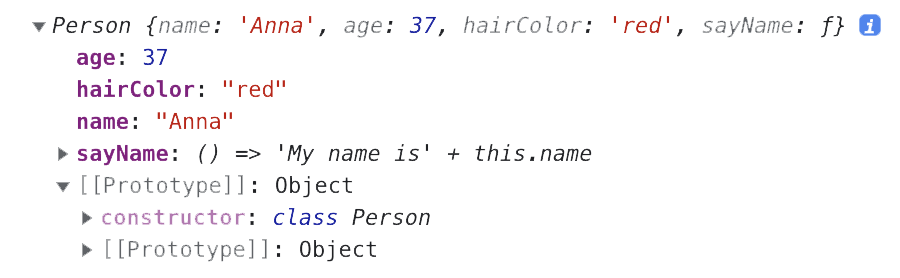 ▼Person {name: 'Anna', age: 37, hairColor: 'red', sayName: ƒ} i
age: 37
hairColor: "red"
name: "Anna"
▶ sayName: () => 'My name is' + this.name
▼ [[Prototype]]: Object
▶ constructor: class Person
▶ [[Prototype]]: Object